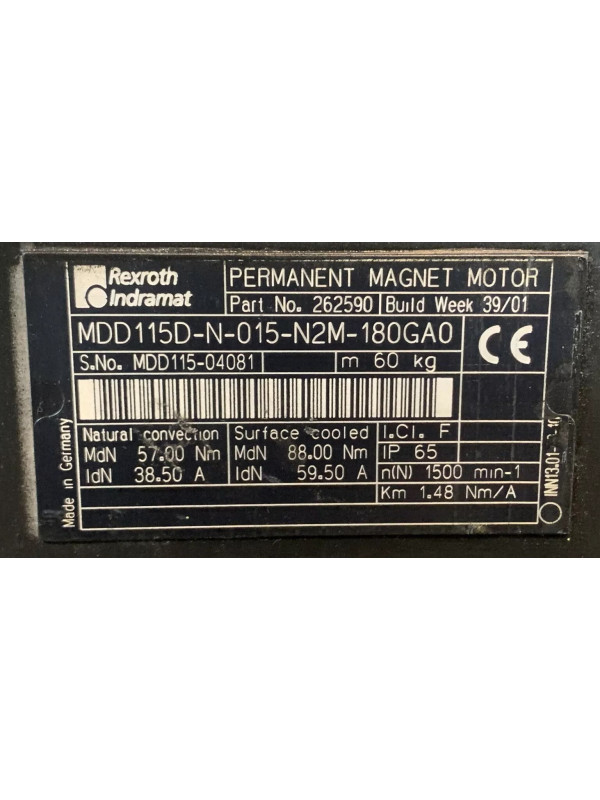 Rexroth
Indramat
PERMANENT MAGNET MOTOR
Part No. 262590 Build Week 39/01
MDD115D-N-015-N2M-180GA0
CE
S.No. MDD115-04081 m 60 kg
Natural convection Surface cooled I.Cl. F
MdN 57.00 Nm MdN 88.00 Nm IP 65
IdN 38.50 A IdN 59.50 A n(N) 1500 min-1
Km 1.48 Nm/A
Made in Germany